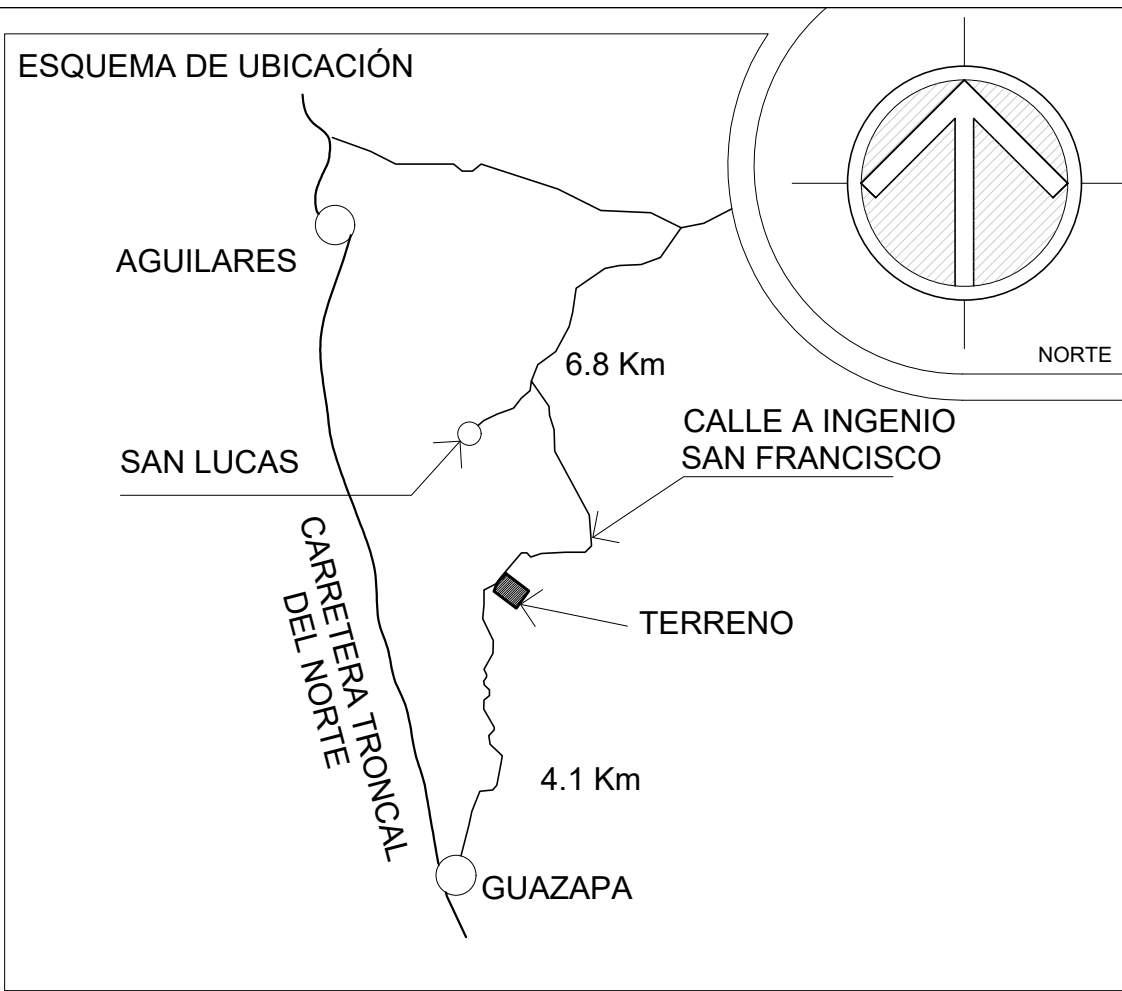 ESQUEMA DE UBICACIÓN
NORTE
AGUILARES
6.8 Km
CALLE A INGENIO
SAN FRANCISCO
SAN LUCAS
CARRETERA TRONCAL
DEL NORTE
TERRENO
4.1 Km
GUAZAPA